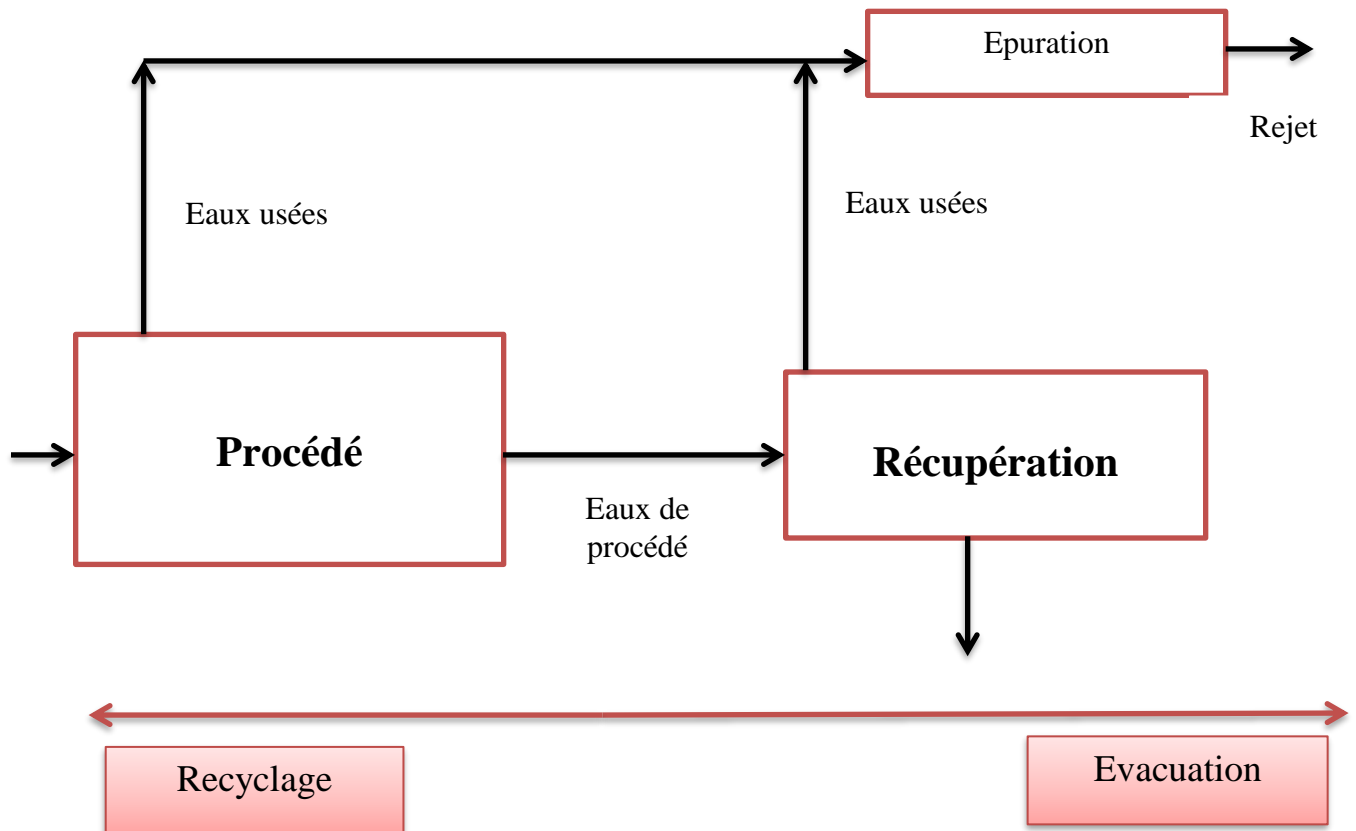 Epuration
Rejet
Eaux usées
Eaux usées
Procédé
Récupération
Eaux de
procédé
Recyclage
Evacuation